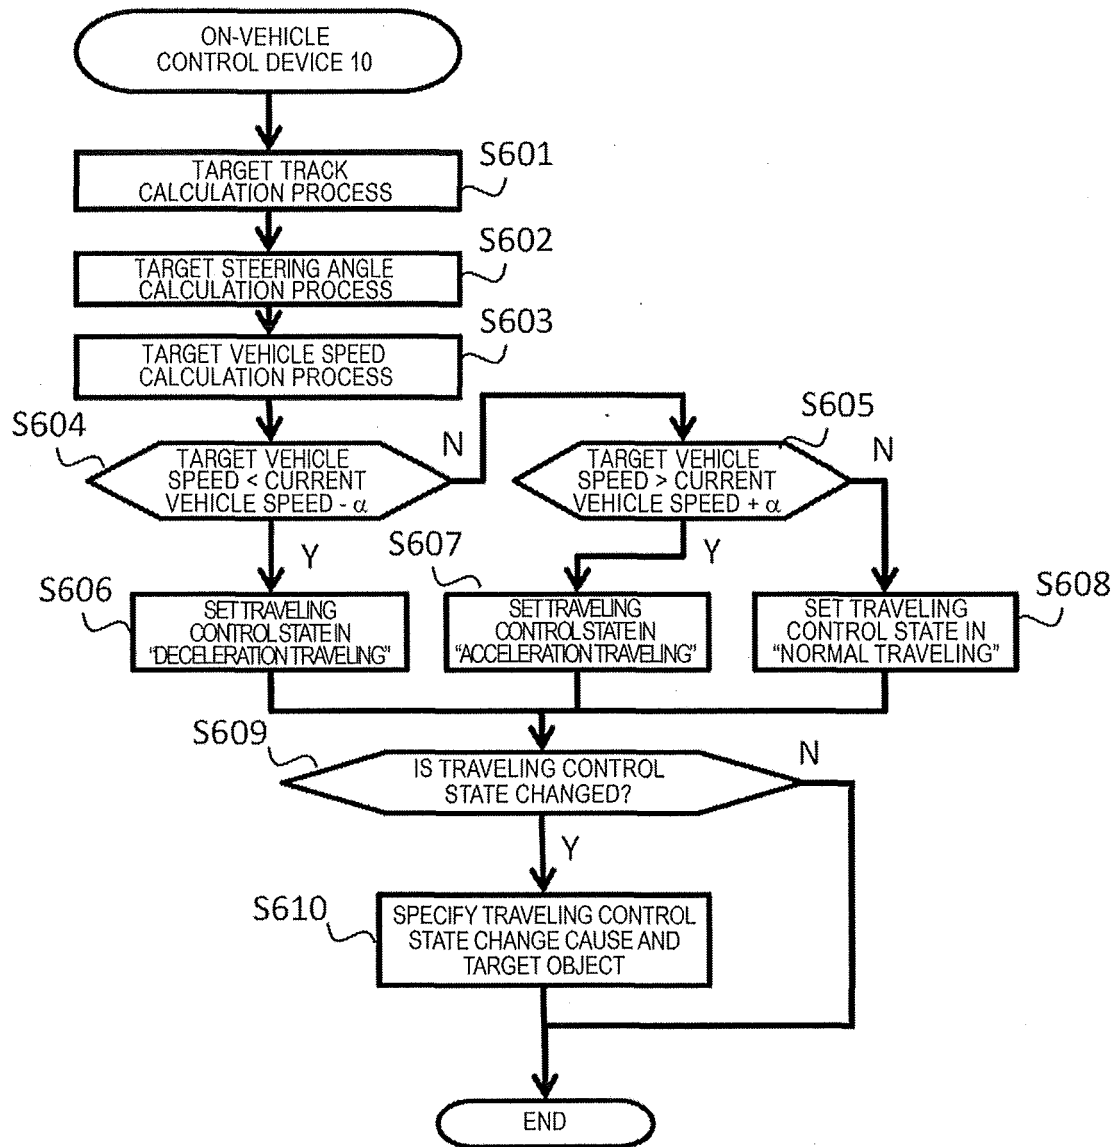 ON-VEHICLE
CONTROL DEVICE 10
S601
TARGET TRACK
CALCULATION PROCESS
S602
TARGET STEERING ANGLE
CALCULATION PROCESS
S603
TARGET VEHICLE SPEED
CALCULATION PROCESS
S604
TARGET VEHICLE
SPEED < CURRENT
VEHICLE SPEED - α
N
Y
S605
TARGET VEHICLE
SPEED > CURRENT
VEHICLE SPEED + α
N
Y
S606
SET TRAVELING
CONTROL STATE IN
"DECELERATION TRAVELING"
S607
SET TRAVELING
CONTROL STATE IN
"ACCELERATION TRAVELING"
S608
SET TRAVELING
CONTROL STATE IN
"NORMAL TRAVELING"
S609
IS TRAVELING CONTROL
STATE CHANGED?
N
Y
S610
SPECIFY TRAVELING CONTROL
STATE CHANGE CAUSE AND
TARGET OBJECT
END